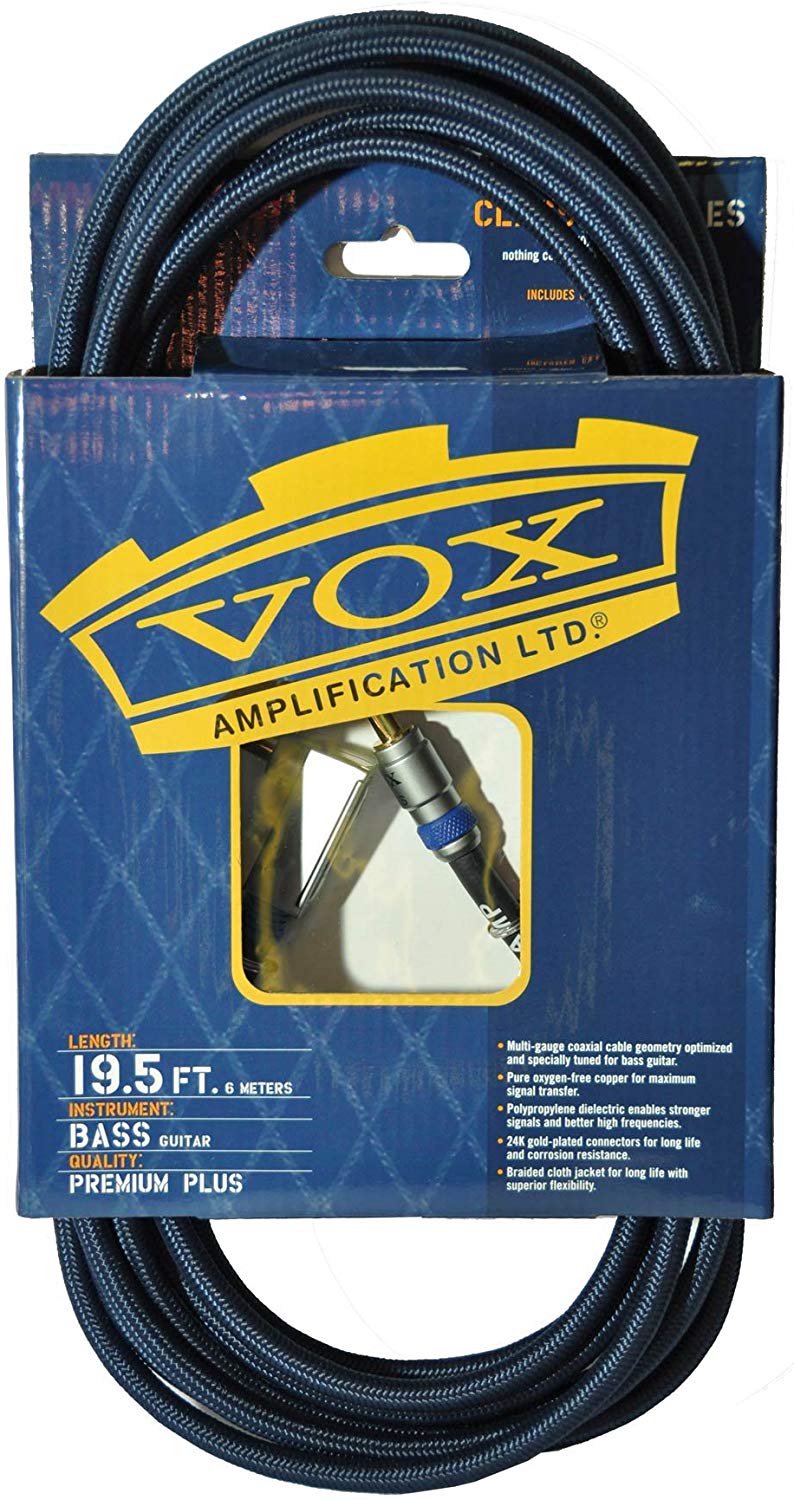 ES
nothing
INCLUDES
VOX
AMPLIFICATION LTD.®
AMP
LENGTH:
19.5 FT. 6 METERS
INSTRUMENT:
BASS GUITAR
QUALITY:
PREMIUM PLUS
• Multi-gauge coaxial cable geometry optimized
and specially tuned for bass guitar.
• Pure oxygen-free copper for maximum
signal transfer.
• Polypropylene dielectric enables stronger
signals and better high frequencies.
• 24K gold-plated connectors for long life
and corrosion resistance.
• Braided cloth jacket for long life with
superior flexibility.